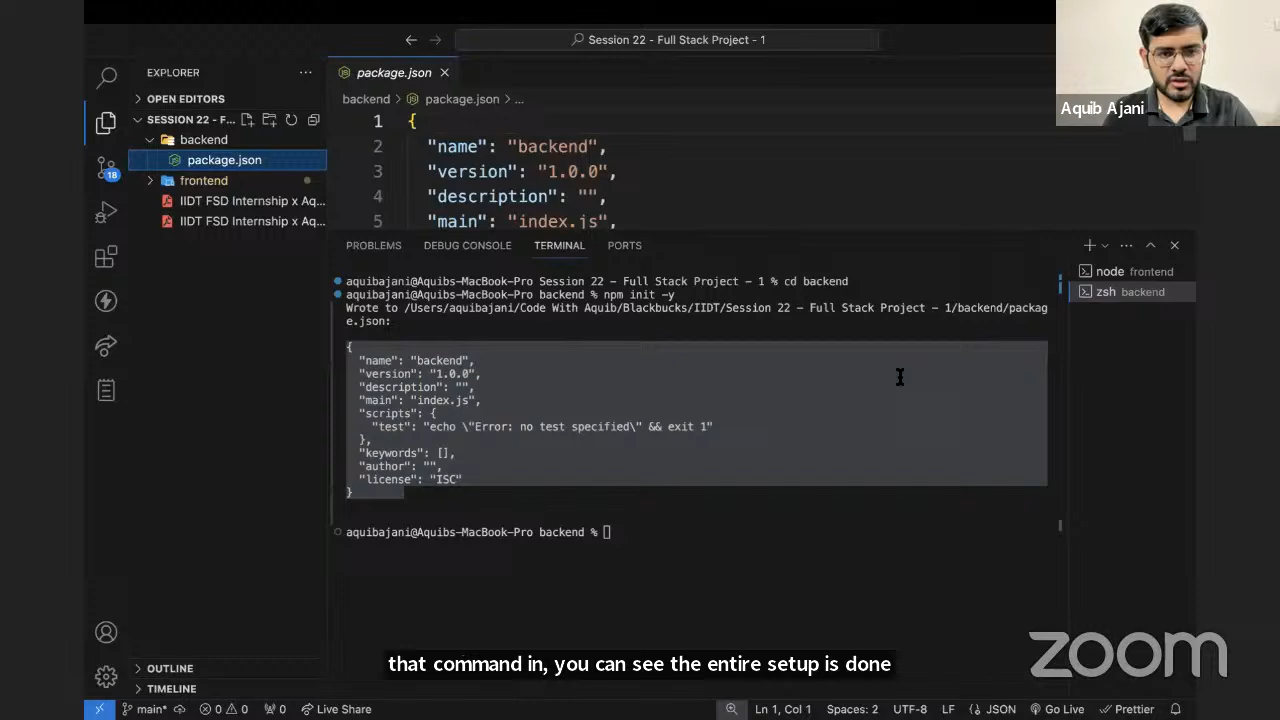 Session 22 - Full Stack Project - 1
Aquib Ajani
EXPLORER
package.json
OPEN EDITORS
backend > package.json > ...
SESSION 22 - F...
backend
package.json
frontend
IIDT FSD Internship x Aq...
IIDT FSD Internship x Aq...
18
1 {
2 "name": "backend",
3 "version": "1.0.0",
4 "description": "",
5 "main": "index.js",
PROBLEMS DEBUG CONSOLE TERMINAL PORTS
node frontend
zsh backend
aquibajani@Aquibs-MacBook-Pro Session 22 - Full Stack Project - 1 % cd backend
aquibajani@Aquibs-MacBook-Pro backend % npm init -y
Wrote to /Users/aquibajani/Code With Aquib/Blackbucks/IIDT/Session 22 - Full Stack Project - 1/backend/packag
e.json:
{
"name": "backend",
"version": "1.0.0",
"description": "",
"main": "index.js",
"scripts": {
"test": "echo \"Error: no test specified\" && exit 1"
},
"keywords": [],
"author": "",
"license": "ISC"
}
aquibajani@Aquibs-MacBook-Pro backend %
that command in, you can see the entire setup is done
zoom
OUTLINE
TIMELINE
main* 0 0 0 Live Share Ln 1, Col 1 Spaces: 2 UTF-8 LF {} JSON Go Live Prettier